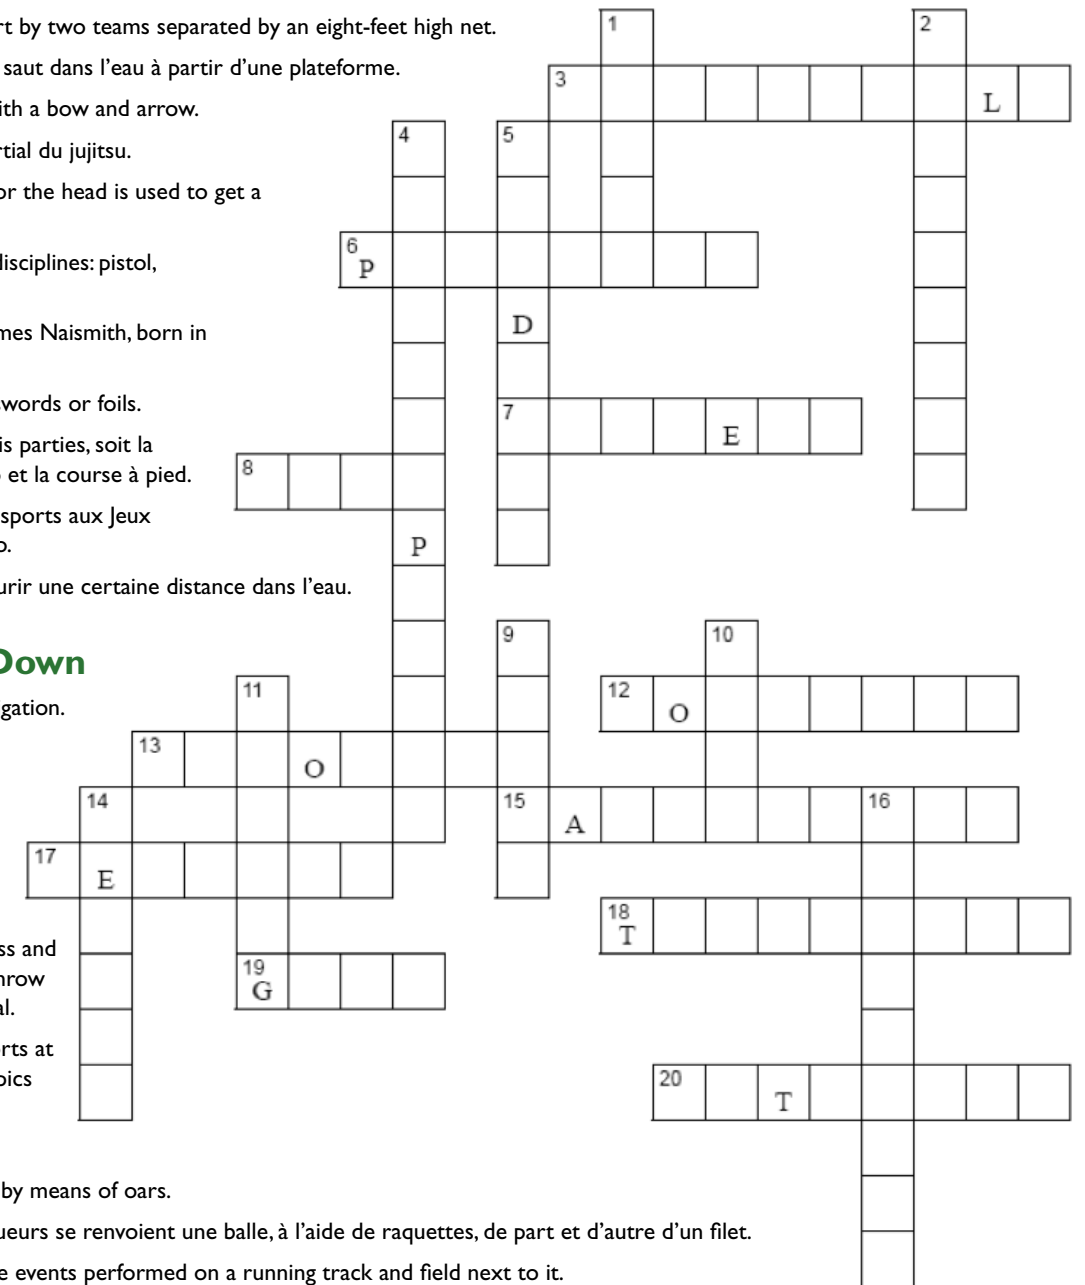 rt by two teams separated by an eight-feet high net.
saut dans l'eau à partir d'une plateforme.
ith a bow and arrow.
rtial du jujitsu.
or the head is used to get a
disciplines: pistol,
mes Naismith, born in
swords or foils.
is parties, soit la
et la course à pied.
sports aux Jeux
o.
urir une certaine distance dans l'eau.
Down
gation.
ss and
hrow
al.
rts at
pics
by means of oars.
ueurs se renvoient une balle, à l'aide de raquettes, de part et d'autre d'un filet.
e events performed on a running track and field next to it.
1 2
3 L
4 5
6 P
D
7 E
8
P
9 10
11 12 O
13 O
14 15 A 16
17 E
18 T
19 G
20 T